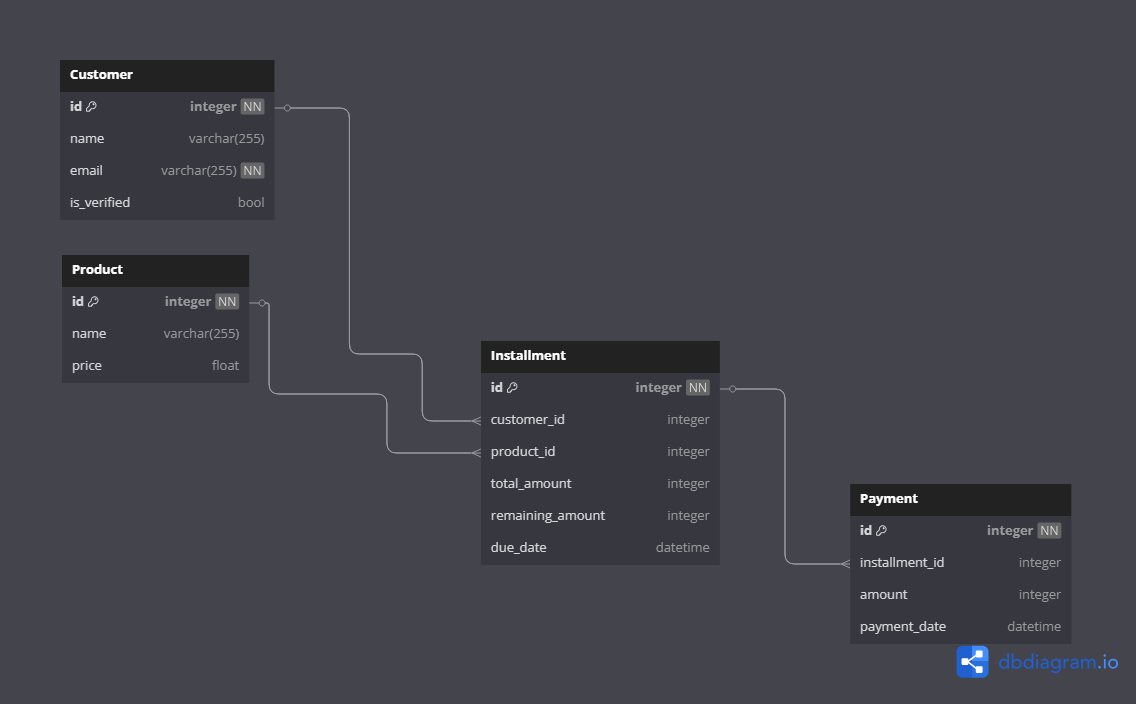 Customer
id integer NN
name varchar(255)
email varchar(255) NN
is_verified bool
Product
id integer NN
name varchar(255)
price float
Installment
id integer NN
customer_id integer
product_id integer
total_amount integer
remaining_amount integer
due_date datetime
Payment
id integer NN
installment_id integer
amount integer
payment_date datetime
dbdiagram.io